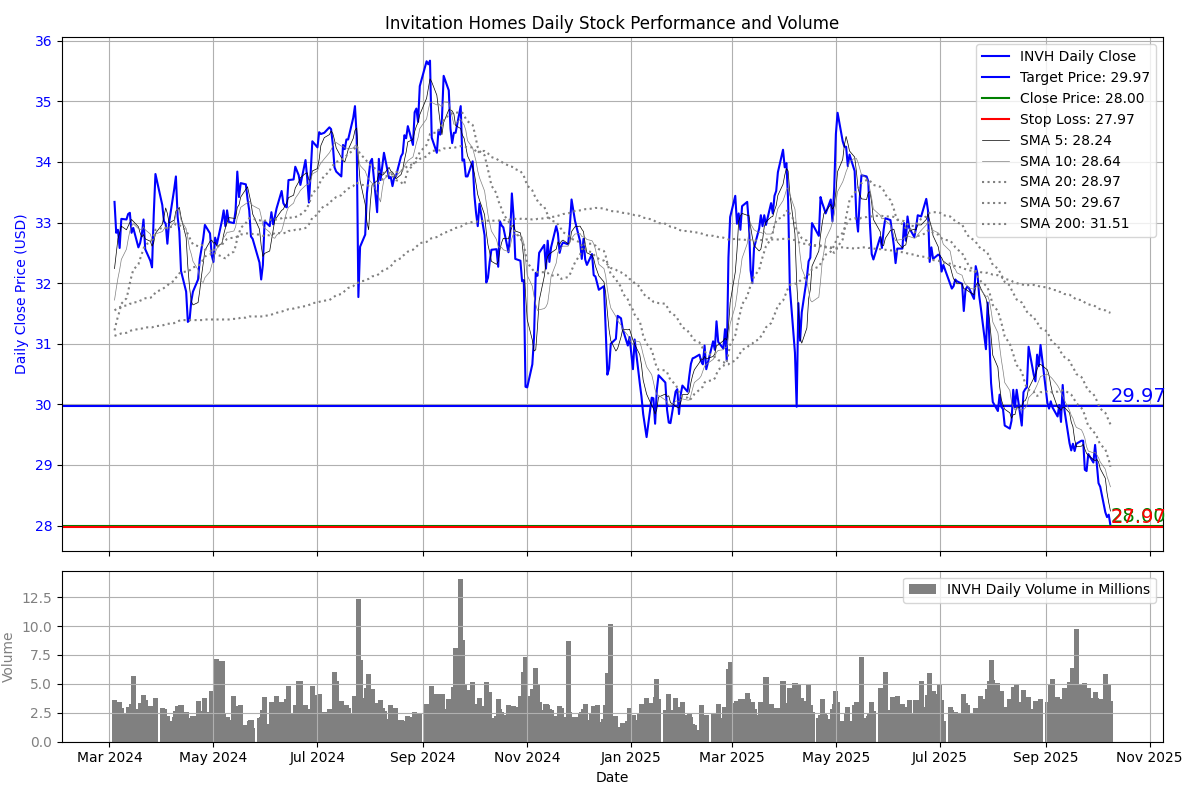 Invitation Homes Daily Stock Performance and Volume
36
35
34
33
32
31
30
29
28
Daily Close Price (USD)
INVH Daily Close
Target Price: 29.97
Close Price: 28.00
Stop Loss: 27.97
SMA 5: 28.24
SMA 10: 28.64
SMA 20: 28.97
SMA 50: 29.67
SMA 200: 31.51
29.97
28.00
27.97
12.5
10.0
7.5
5.0
2.5
0.0
Volume
INVH Daily Volume in Millions
Mar 2024 May 2024 Jul 2024 Sep 2024 Nov 2024 Jan 2025 Mar 2025 May 2025 Jul 2025 Sep 2025 Nov 2025
Date